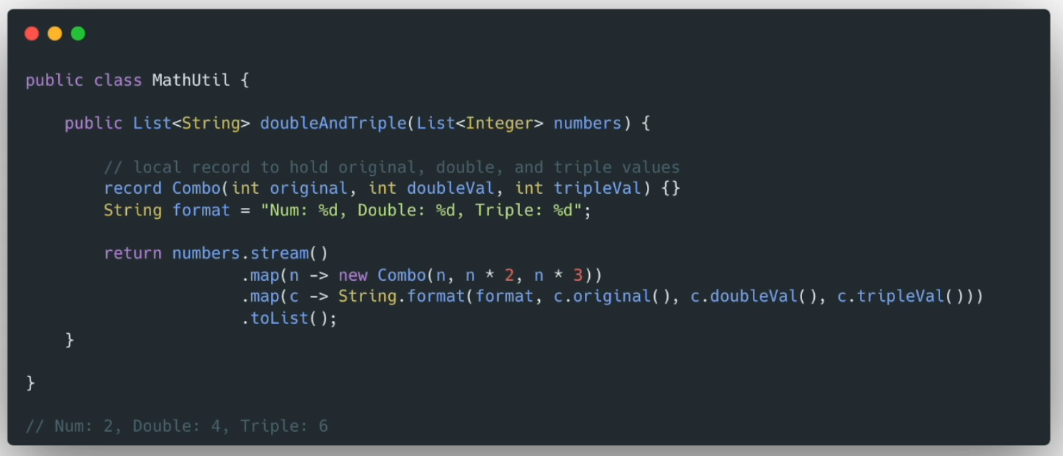 public class MathUtil {
public List<String> doubleAndTriple(List<Integer> numbers) {
// local record to hold original, double, and triple values
record Combo(int original, int doubleVal, int tripleVal) {}
String format = "Num: %d, Double: %d, Triple: %d";
return numbers.stream()
.map(n -> new Combo(n, n * 2, n * 3))
.map(c -> String.format(format, c.original(), c.doubleVal(), c.tripleVal()))
.toList();
}
}
// Num: 2, Double: 4, Triple: 6